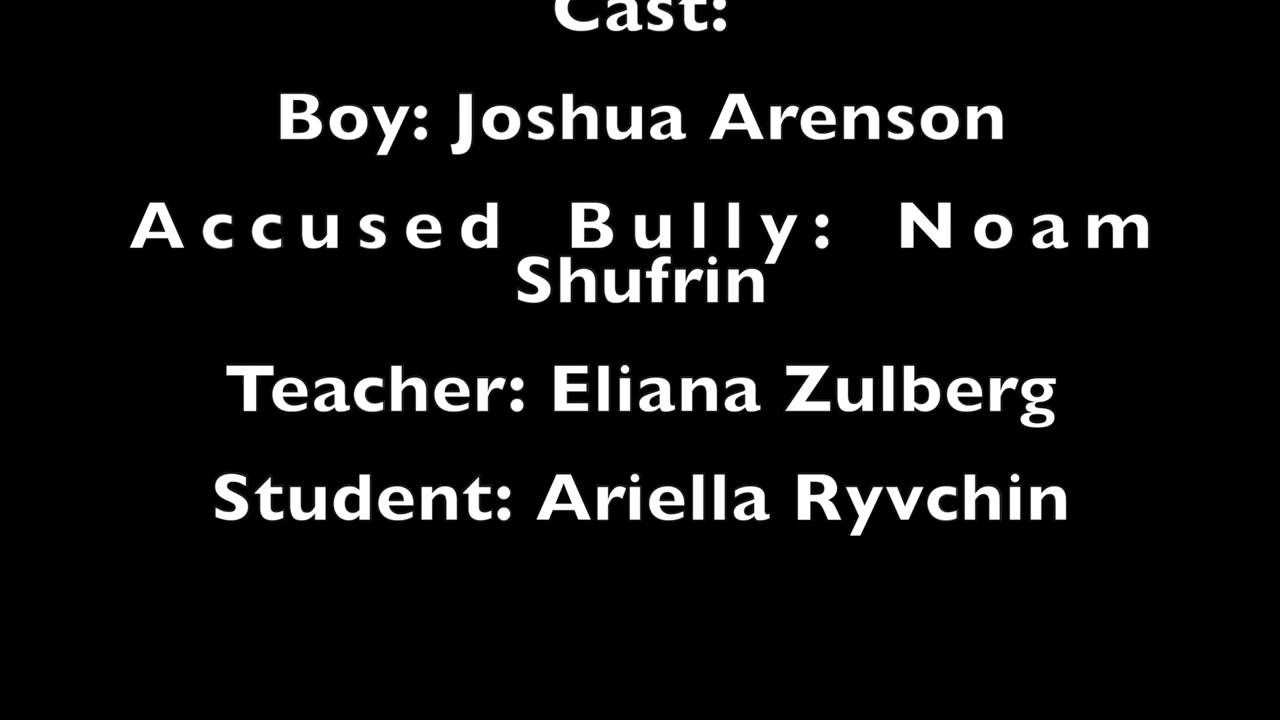 Cast:
Boy: Joshua Arenson
Accused Bully: Noam
Shufrin
Teacher: Eliana Zulberg
Student: Ariella Ryvchin